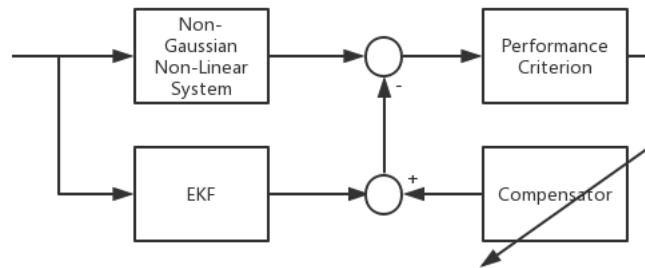 Non-
Gaussian
Non-Linear
System
Performance
Criterion
-
EKF
+
Compensator